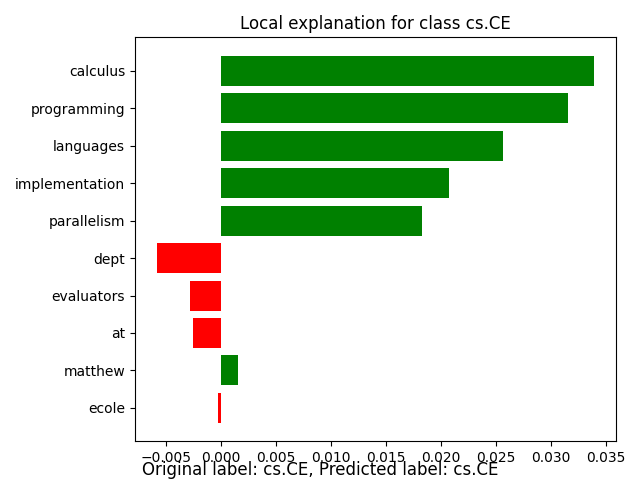 Local explanation for class cs.CE
calculus
programming
languages
implementation
parallelism
dept
evaluators
at
matthew
ecole
−0.005 0.000 0.005 0.010 0.015 0.020 0.025 0.030 0.035
Original label: cs.CE, Predicted label: cs.CE